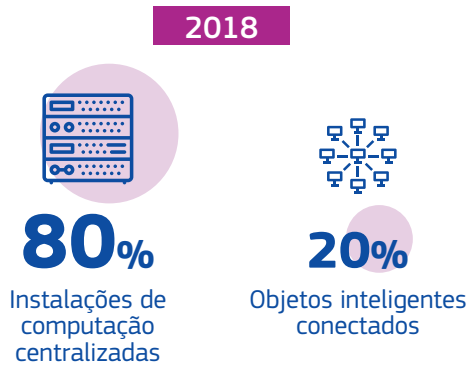 2018
80%
Instalações de
computação
centralizadas
20%
Objetos inteligentes
conectados